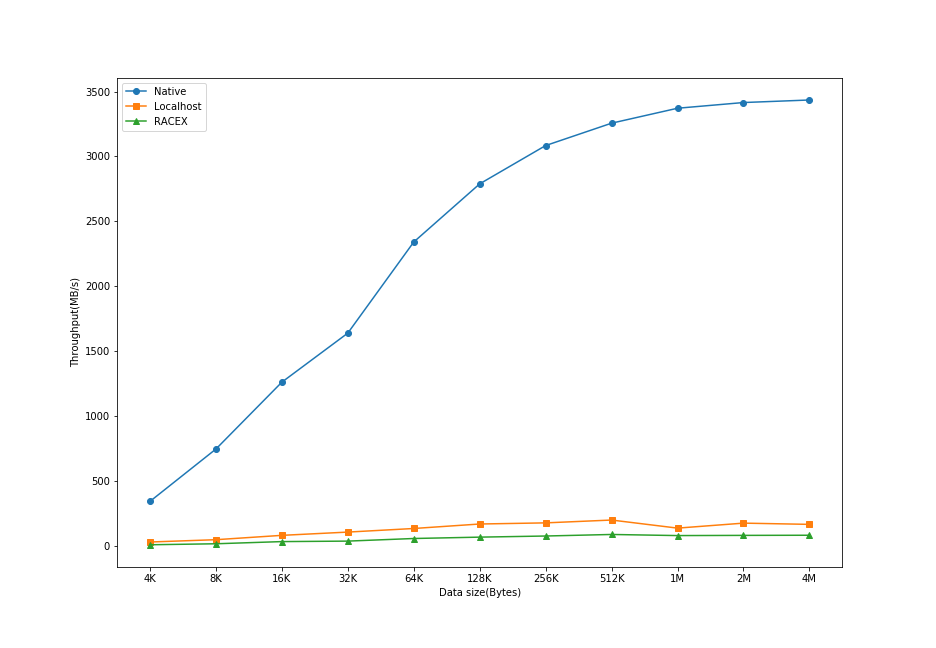 Native
Localhost
RACEX
3500
3000
2500
2000
1500
1000
500
0
Throughput(MB/s)
4K 8K 16K 32K 64K 128K 256K 512K 1M 2M 4M
Data size(Bytes)